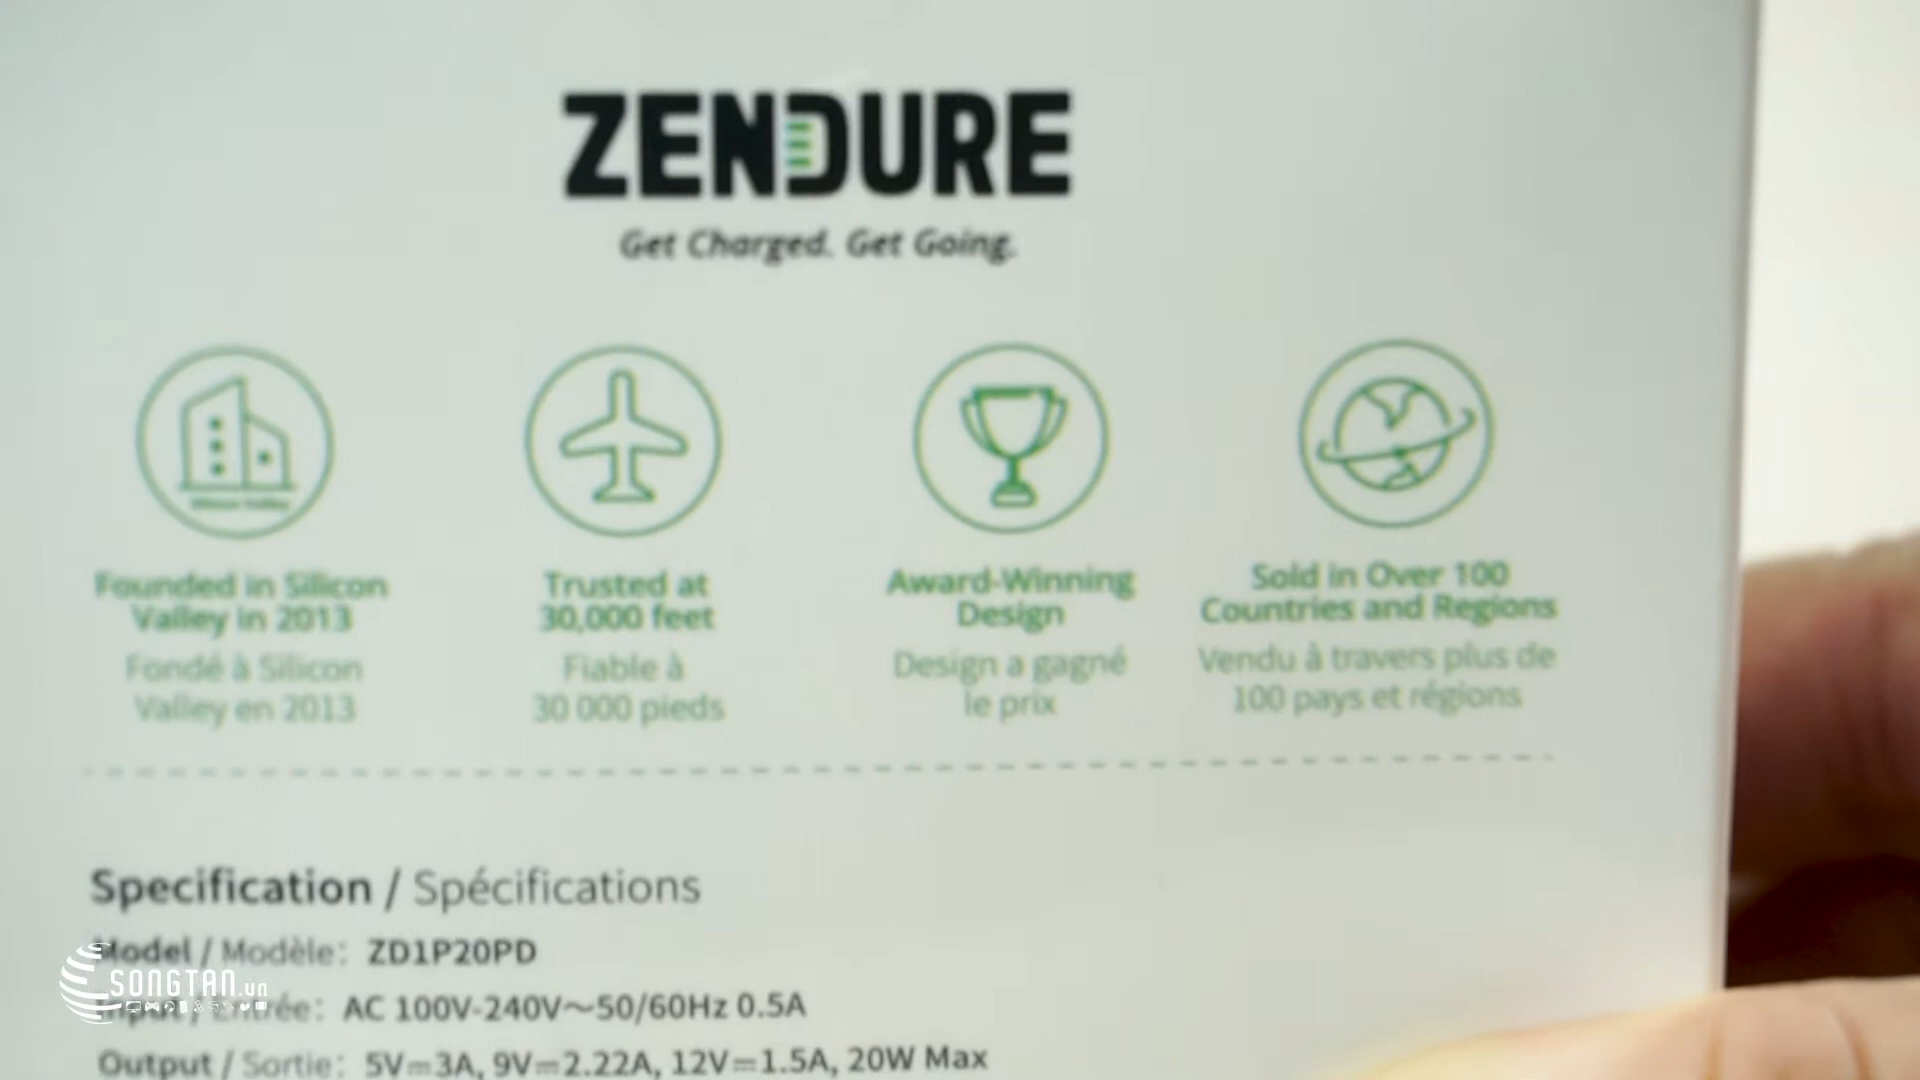 ZENDURE
Get Charged. Get Going.
Founded in Silicon
Valley in 2013
Fondé à Silicon
Valley en 2013
Trusted at
30,000 feet
Fiable à
30 000 pieds
Award-Winning
Design
Design a gagné
le prix
Sold in Over 100
Countries and Regions
Vendu à travers plus de
100 pays et régions
Specification / Spécifications
Model / Modèle: ZD1P20PD
Input / Entrée: AC 100V-240V～50/60Hz 0.5A
Output / Sortie: 5V⎓3A, 9V⎓2.22A, 12V⎓1.5A, 20W Max
SONGTAN.vn